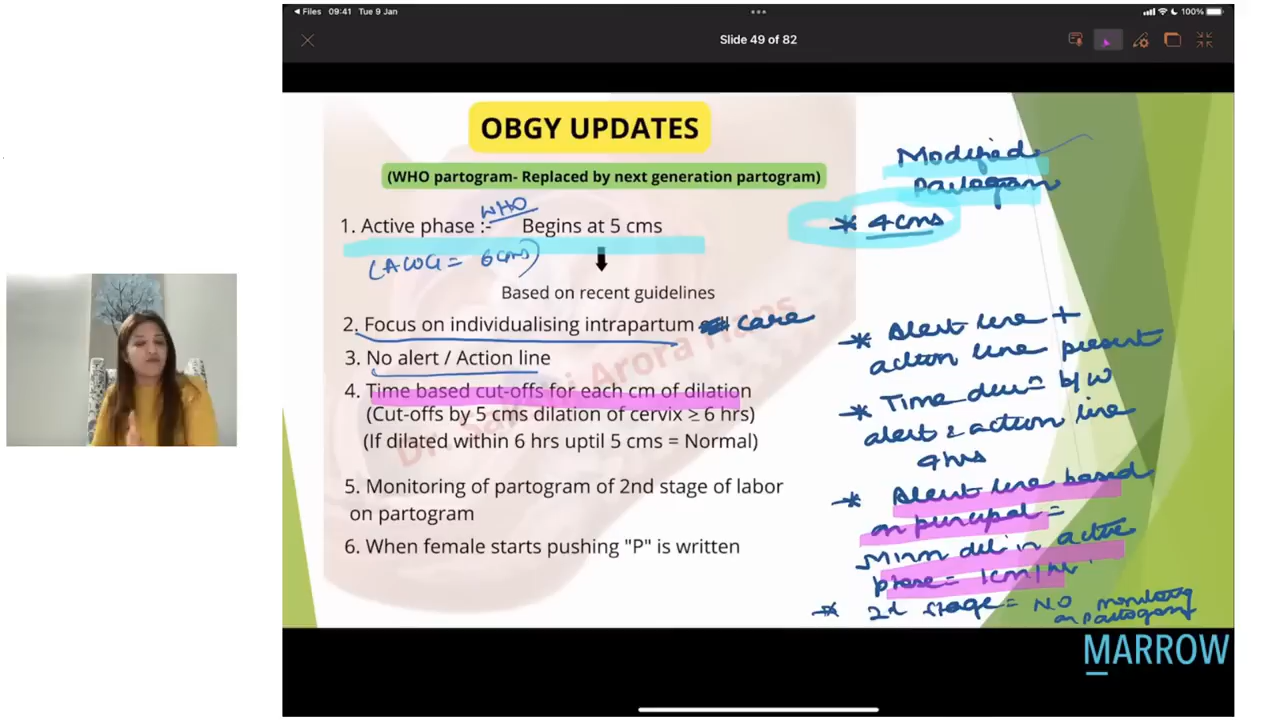 Files 09:41 Tue 9 Jan
100%
Slide 49 of 82
OBGY UPDATES
(WHO partogram- Replaced by next generation partogram)
1. Active phase :- WHO Begins at 5 cms
(ACOG = 6cms)
Based on recent guidelines
2. Focus on individualising intrapartum care
3. No alert / Action line
4. Time based cut-offs for each cm of dilation
(Cut-offs by 5 cms dilation of cervix ≥ 6 hrs)
(If dilated within 6 hrs uptil 5 cms = Normal)
5. Monitoring of partogram of 2nd stage of labor
on partogram
6. When female starts pushing "P" is written
Modified
Partogram
* 4cms
* Alert line +
action line present
* Time b/w
alert & action line
4hrs
* Alert line based
on principal =
in active
phase = 1cm/hr
* 2nd stage = NO monitoring
on partogram
Arora Hans
MARROW